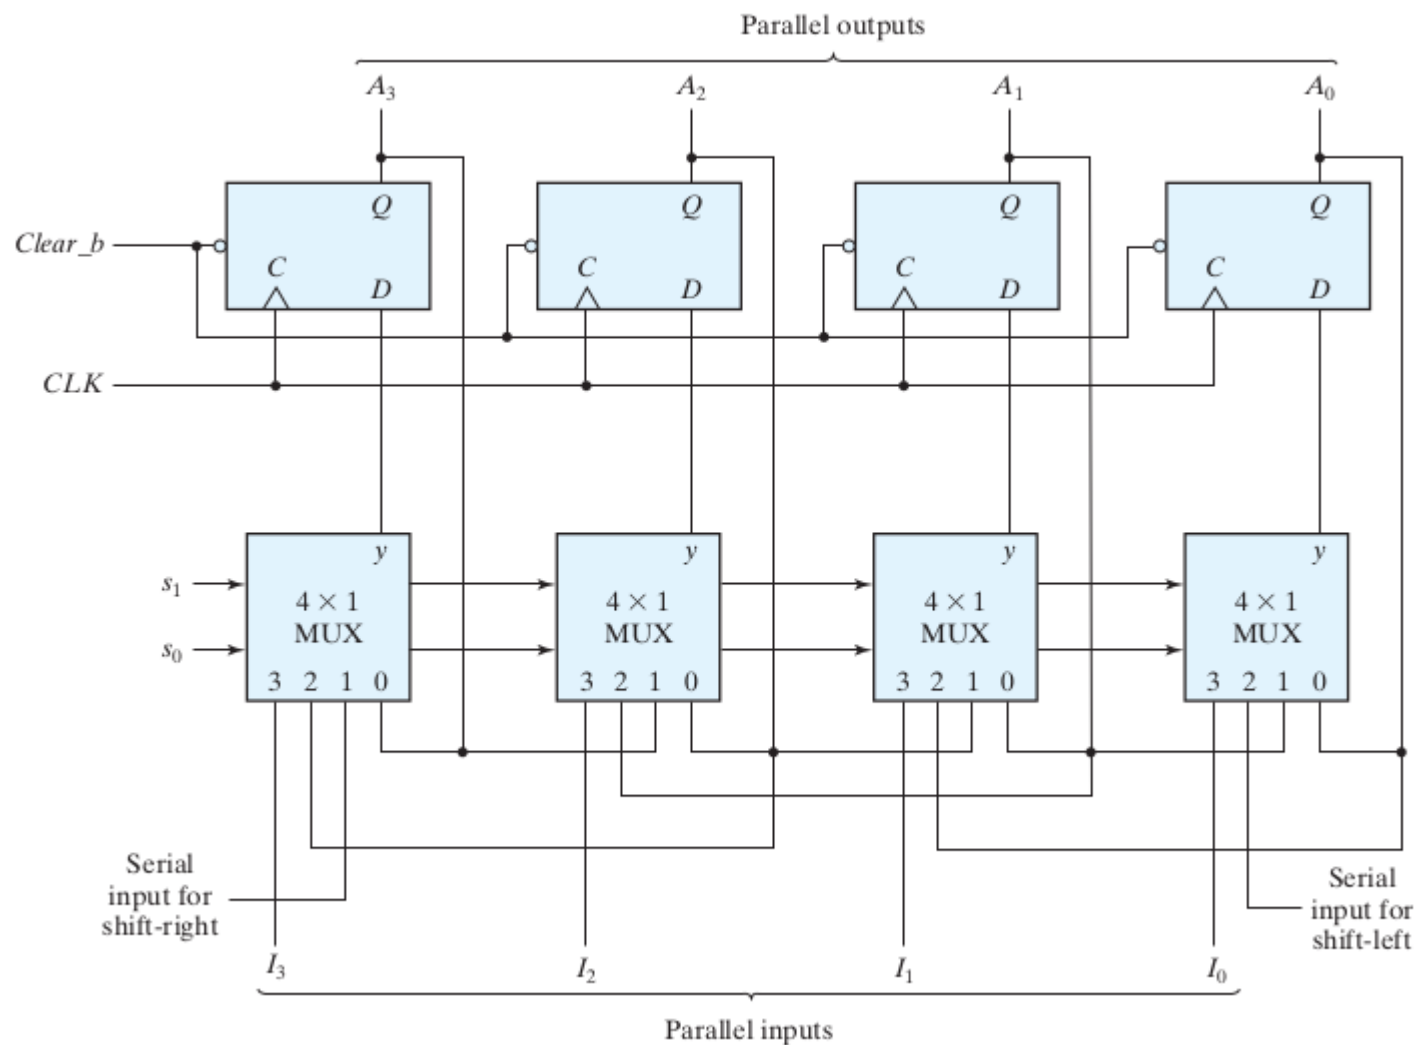 Parallel outputs
A3 A2 A1 A0
Q Q Q Q
Clear_b
C C C C
D D D D
CLK
y y y y
s1
4 × 1 4 × 1 4 × 1 4 × 1
MUX MUX MUX MUX
s0
3 2 1 0 3 2 1 0 3 2 1 0 3 2 1 0
Serial
input for
shift-right
Serial
input for
shift-left
I3 I2 I1 I0
Parallel inputs